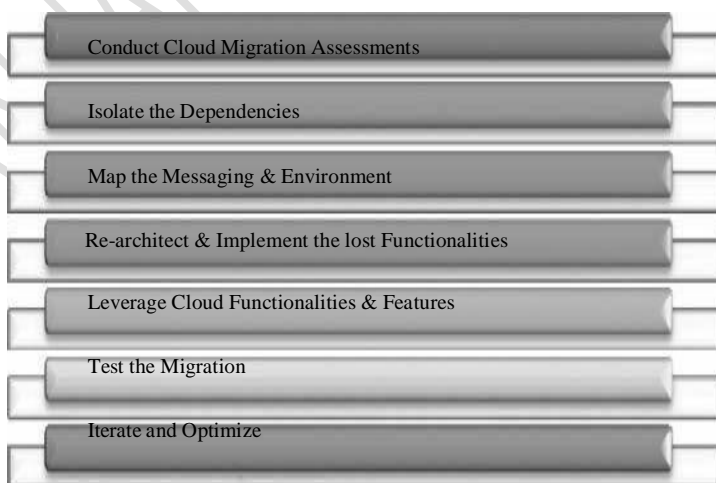 Conduct Cloud Migration Assessments
Isolate the Dependencies
Map the Messaging & Environment
Re-architect & Implement the lost Functionalities
Leverage Cloud Functionalities & Features
Test the Migration
Iterate and Optimize